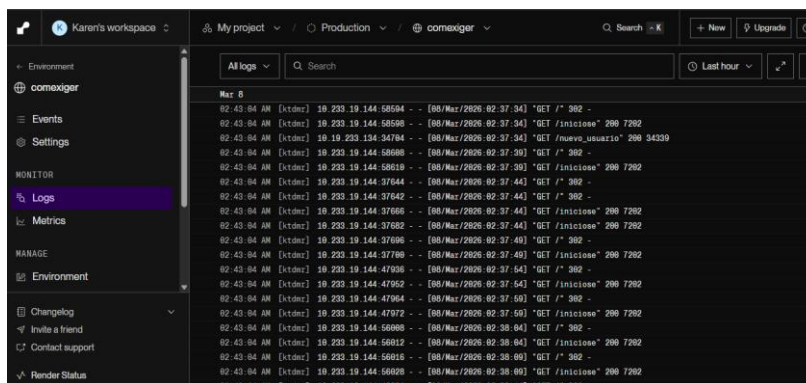 Karen's workspace
My project / Production / comexiger
Search
+ New
Upgrade
← Environment
comexiger
Events
Settings
MONITOR
Logs
Metrics
MANAGE
Environment
Changelog
Invite a friend
Contact support
Render Status
All logs
Search
Last hour
Mar 8
02:43:04 AM [ktdmr] 10.233.19.144:58594 - - [08/Mar/2026:02:37:34] "GET /" 302 -
02:43:04 AM [ktdmr] 10.233.19.144:58598 - - [08/Mar/2026:02:37:34] "GET /iniciose" 200 7202
02:43:04 AM [ktdmr] 10.19.233.134:34704 - - [08/Mar/2026:02:37:34] "GET /nuevo_usuario" 200 34339
02:43:04 AM [ktdmr] 10.233.19.144:58608 - - [08/Mar/2026:02:37:39] "GET /" 302 -
02:43:04 AM [ktdmr] 10.233.19.144:58610 - - [08/Mar/2026:02:37:39] "GET /iniciose" 200 7202
02:43:04 AM [ktdmr] 10.233.19.144:37644 - - [08/Mar/2026:02:37:44] "GET /" 302 -
02:43:04 AM [ktdmr] 10.233.19.144:37642 - - [08/Mar/2026:02:37:44] "GET /" 302 -
02:43:04 AM [ktdmr] 10.233.19.144:37666 - - [08/Mar/2026:02:37:44] "GET /iniciose" 200 7202
02:43:04 AM [ktdmr] 10.233.19.144:37682 - - [08/Mar/2026:02:37:44] "GET /iniciose" 200 7202
02:43:04 AM [ktdmr] 10.233.19.144:37696 - - [08/Mar/2026:02:37:49] "GET /" 302 -
02:43:04 AM [ktdmr] 10.233.19.144:37700 - - [08/Mar/2026:02:37:49] "GET /iniciose" 200 7202
02:43:04 AM [ktdmr] 10.233.19.144:47936 - - [08/Mar/2026:02:37:54] "GET /" 302 -
02:43:04 AM [ktdmr] 10.233.19.144:47952 - - [08/Mar/2026:02:37:54] "GET /iniciose" 200 7202
02:43:04 AM [ktdmr] 10.233.19.144:47964 - - [08/Mar/2026:02:37:59] "GET /" 302 -
02:43:04 AM [ktdmr] 10.233.19.144:47972 - - [08/Mar/2026:02:37:59] "GET /iniciose" 200 7202
02:43:04 AM [ktdmr] 10.233.19.144:56008 - - [08/Mar/2026:02:38:04] "GET /" 302 -
02:43:04 AM [ktdmr] 10.233.19.144:56012 - - [08/Mar/2026:02:38:04] "GET /iniciose" 200 7202
02:43:04 AM [ktdmr] 10.233.19.144:56016 - - [08/Mar/2026:02:38:09] "GET /" 302 -
02:43:04 AM [ktdmr] 10.233.19.144:56028 - - [08/Mar/2026:02:38:09] "GET /iniciose" 200 7202